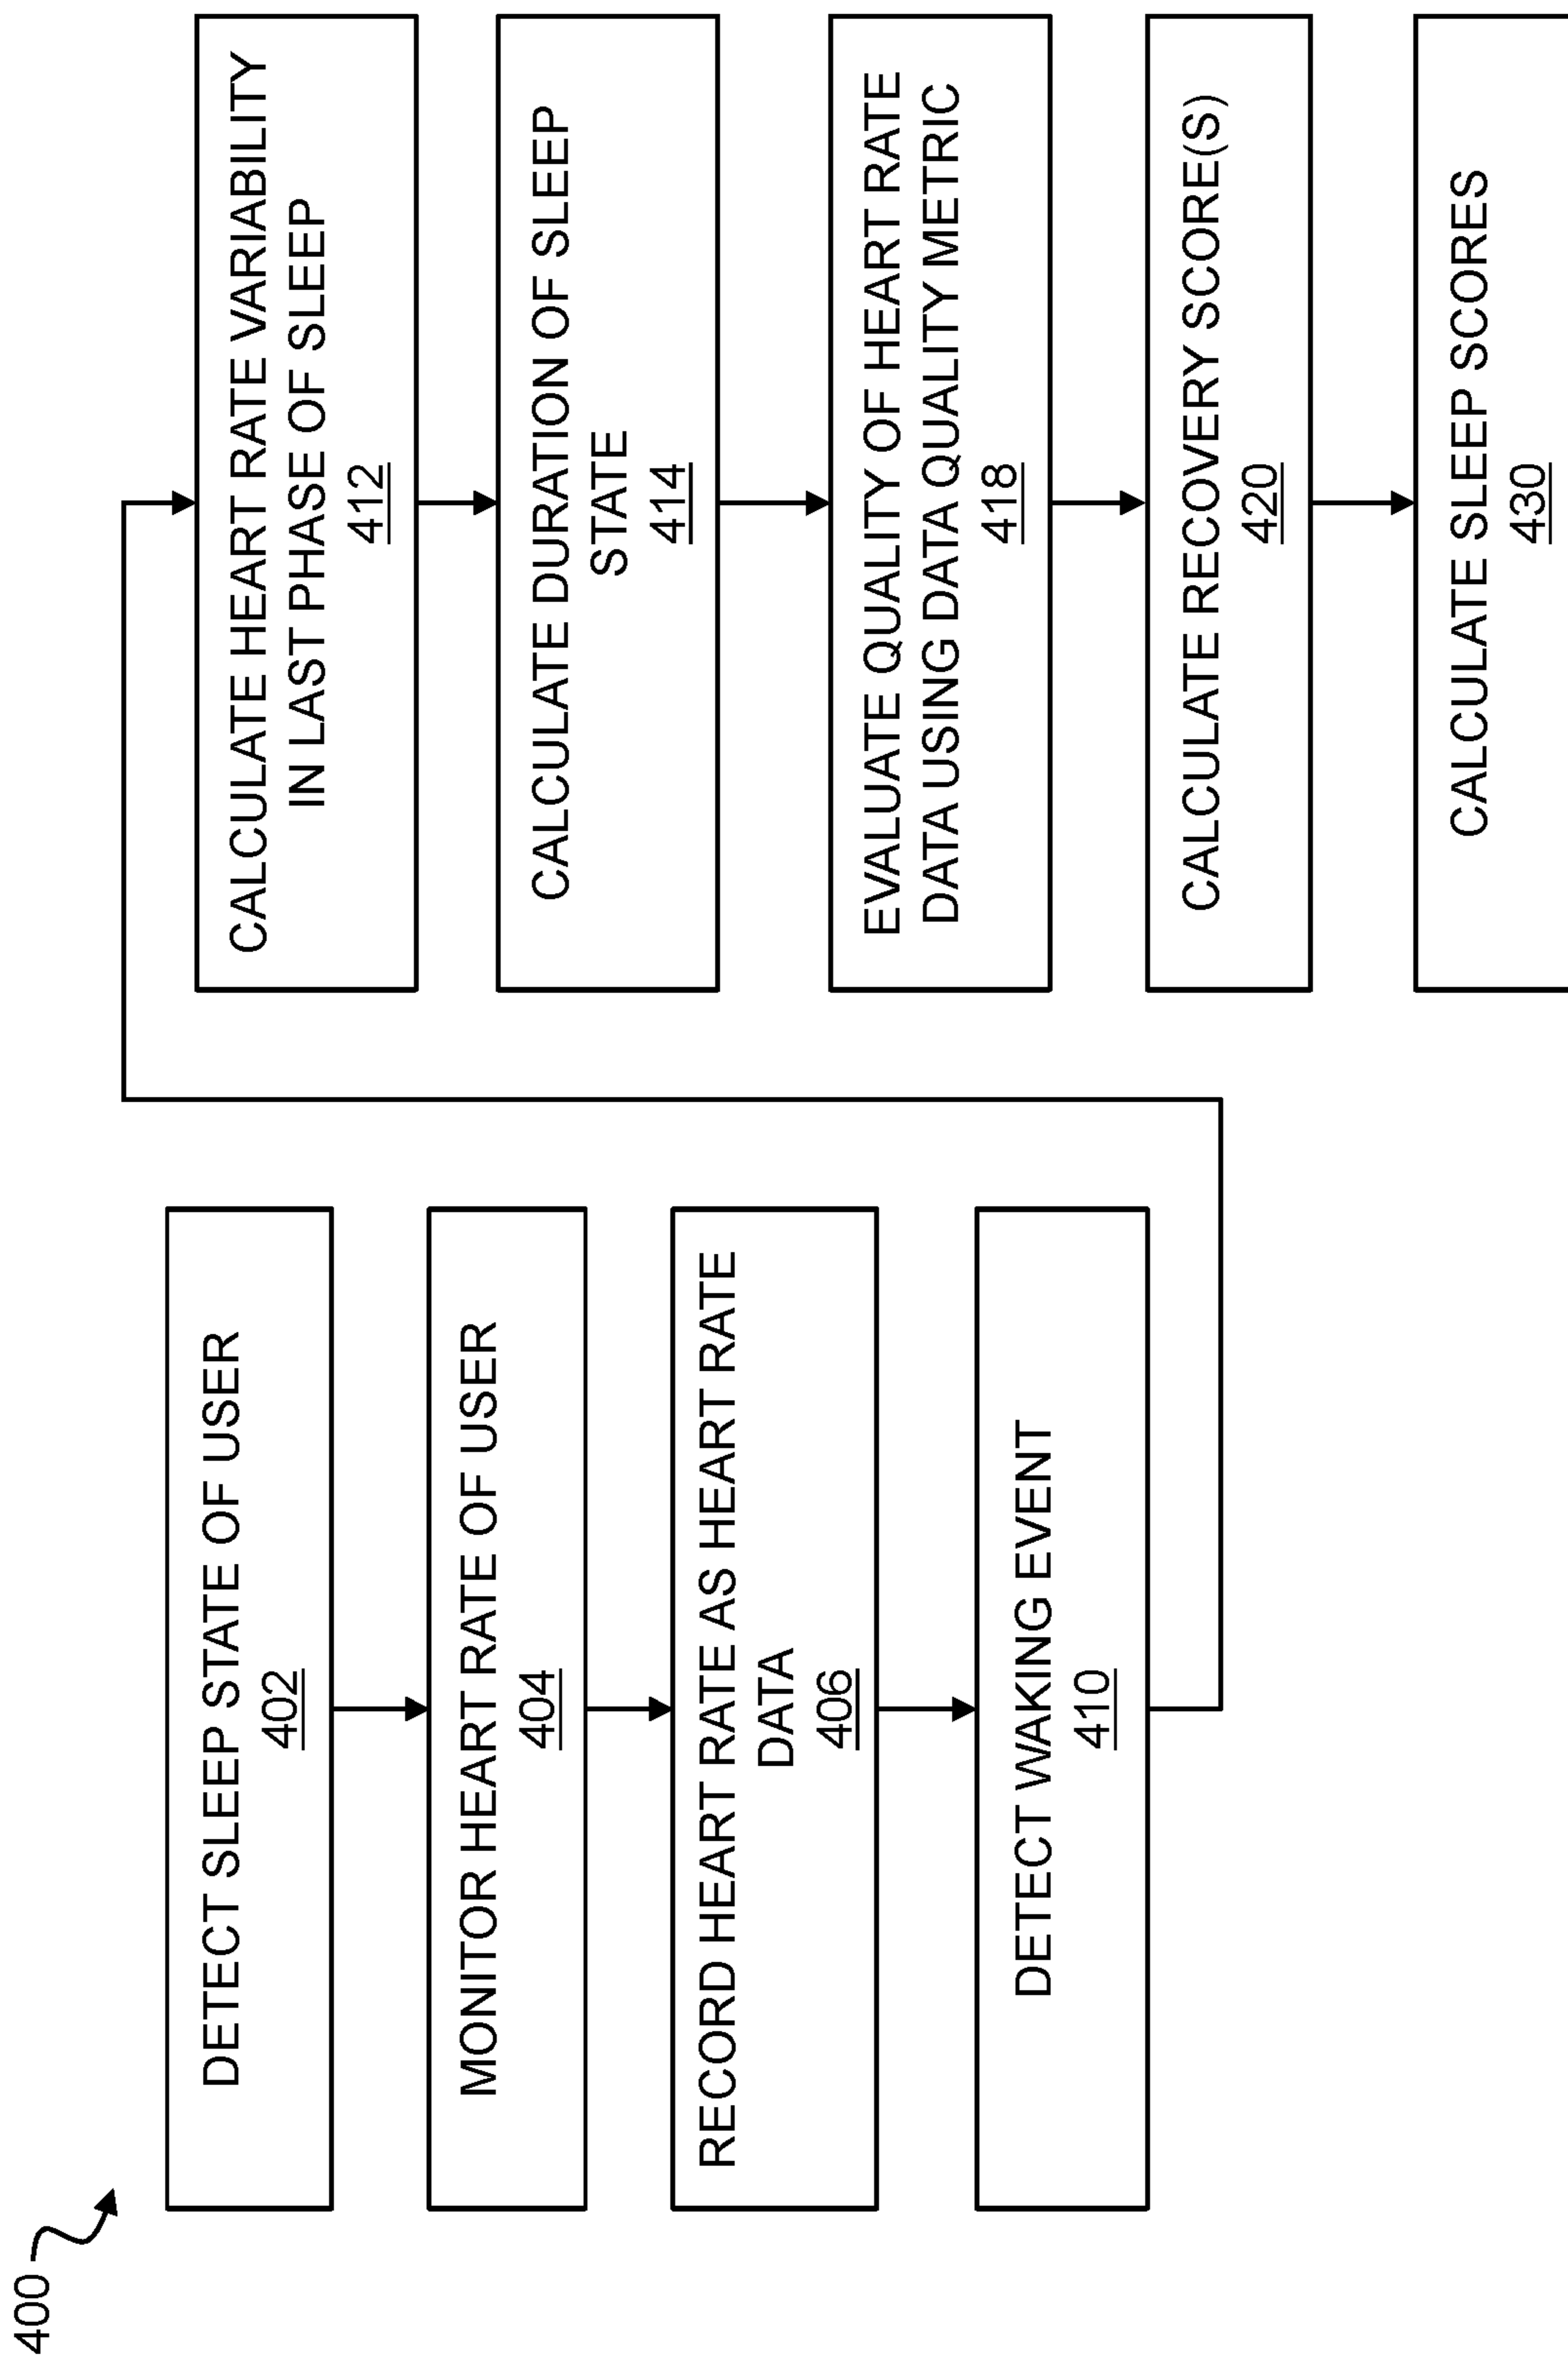 400
DETECT SLEEP STATE OF USER
402
MONITOR HEART RATE OF USER
404
RECORD HEART RATE AS HEART RATE
DATA
406
DETECT WAKING EVENT
410
CALCULATE HEART RATE VARIABILITY
IN LAST PHASE OF SLEEP
412
CALCULATE DURATION OF SLEEP
STATE
414
EVALUATE QUALITY OF HEART RATE
DATA USING DATA QUALITY METRIC
418
CALCULATE RECOVERY SCORE(S)
420
CALCULATE SLEEP SCORES
430